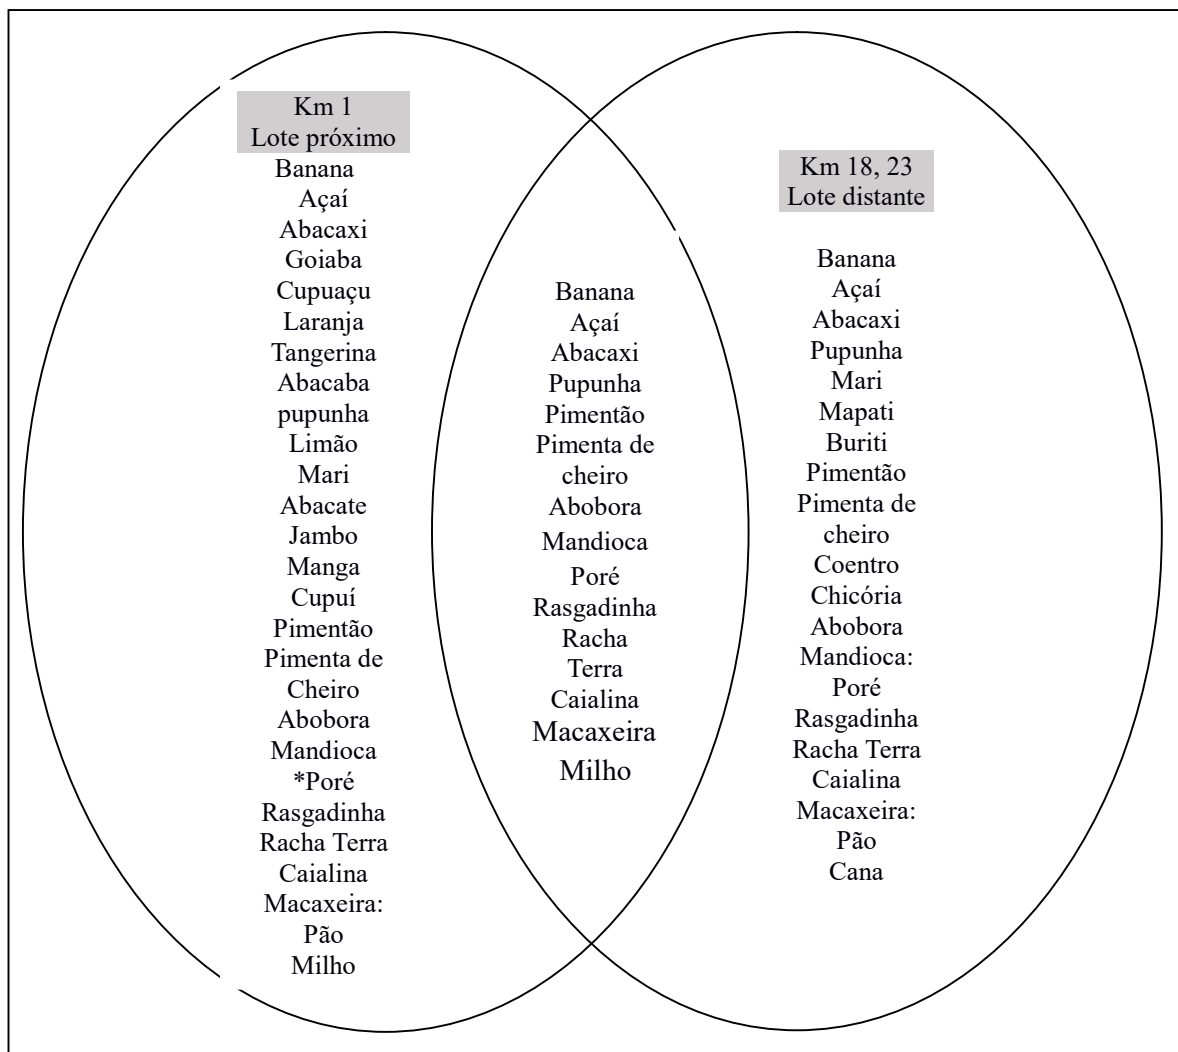 Km 1
Lote próximo
Banana
Açaí
Abacaxi
Goiaba
Cupuaçu
Laranja
Tangerina
Abacaba
pupunha
Limão
Mari
Abacate
Jambo
Manga
Cupuí
Pimentão
Pimenta de
Cheiro
Abobora
Mandioca
*Poré
Rasgadinha
Racha Terra
Caialina
Macaxeira:
Pão
Milho
Banana
Açaí
Abacaxi
Pupunha
Pimentão
Pimenta de
cheiro
Abobora
Mandioca
Poré
Rasgadinha
Racha
Terra
Caialina
Macaxeira
Milho
Km 18, 23
Lote distante
Banana
Açaí
Abacaxi
Pupunha
Mari
Mapati
Buriti
Pimentão
Pimenta de
cheiro
Coentro
Chicória
Abobora
Mandioca:
Poré
Rasgadinha
Racha Terra
Caialina
Macaxeira:
Pão
Cana